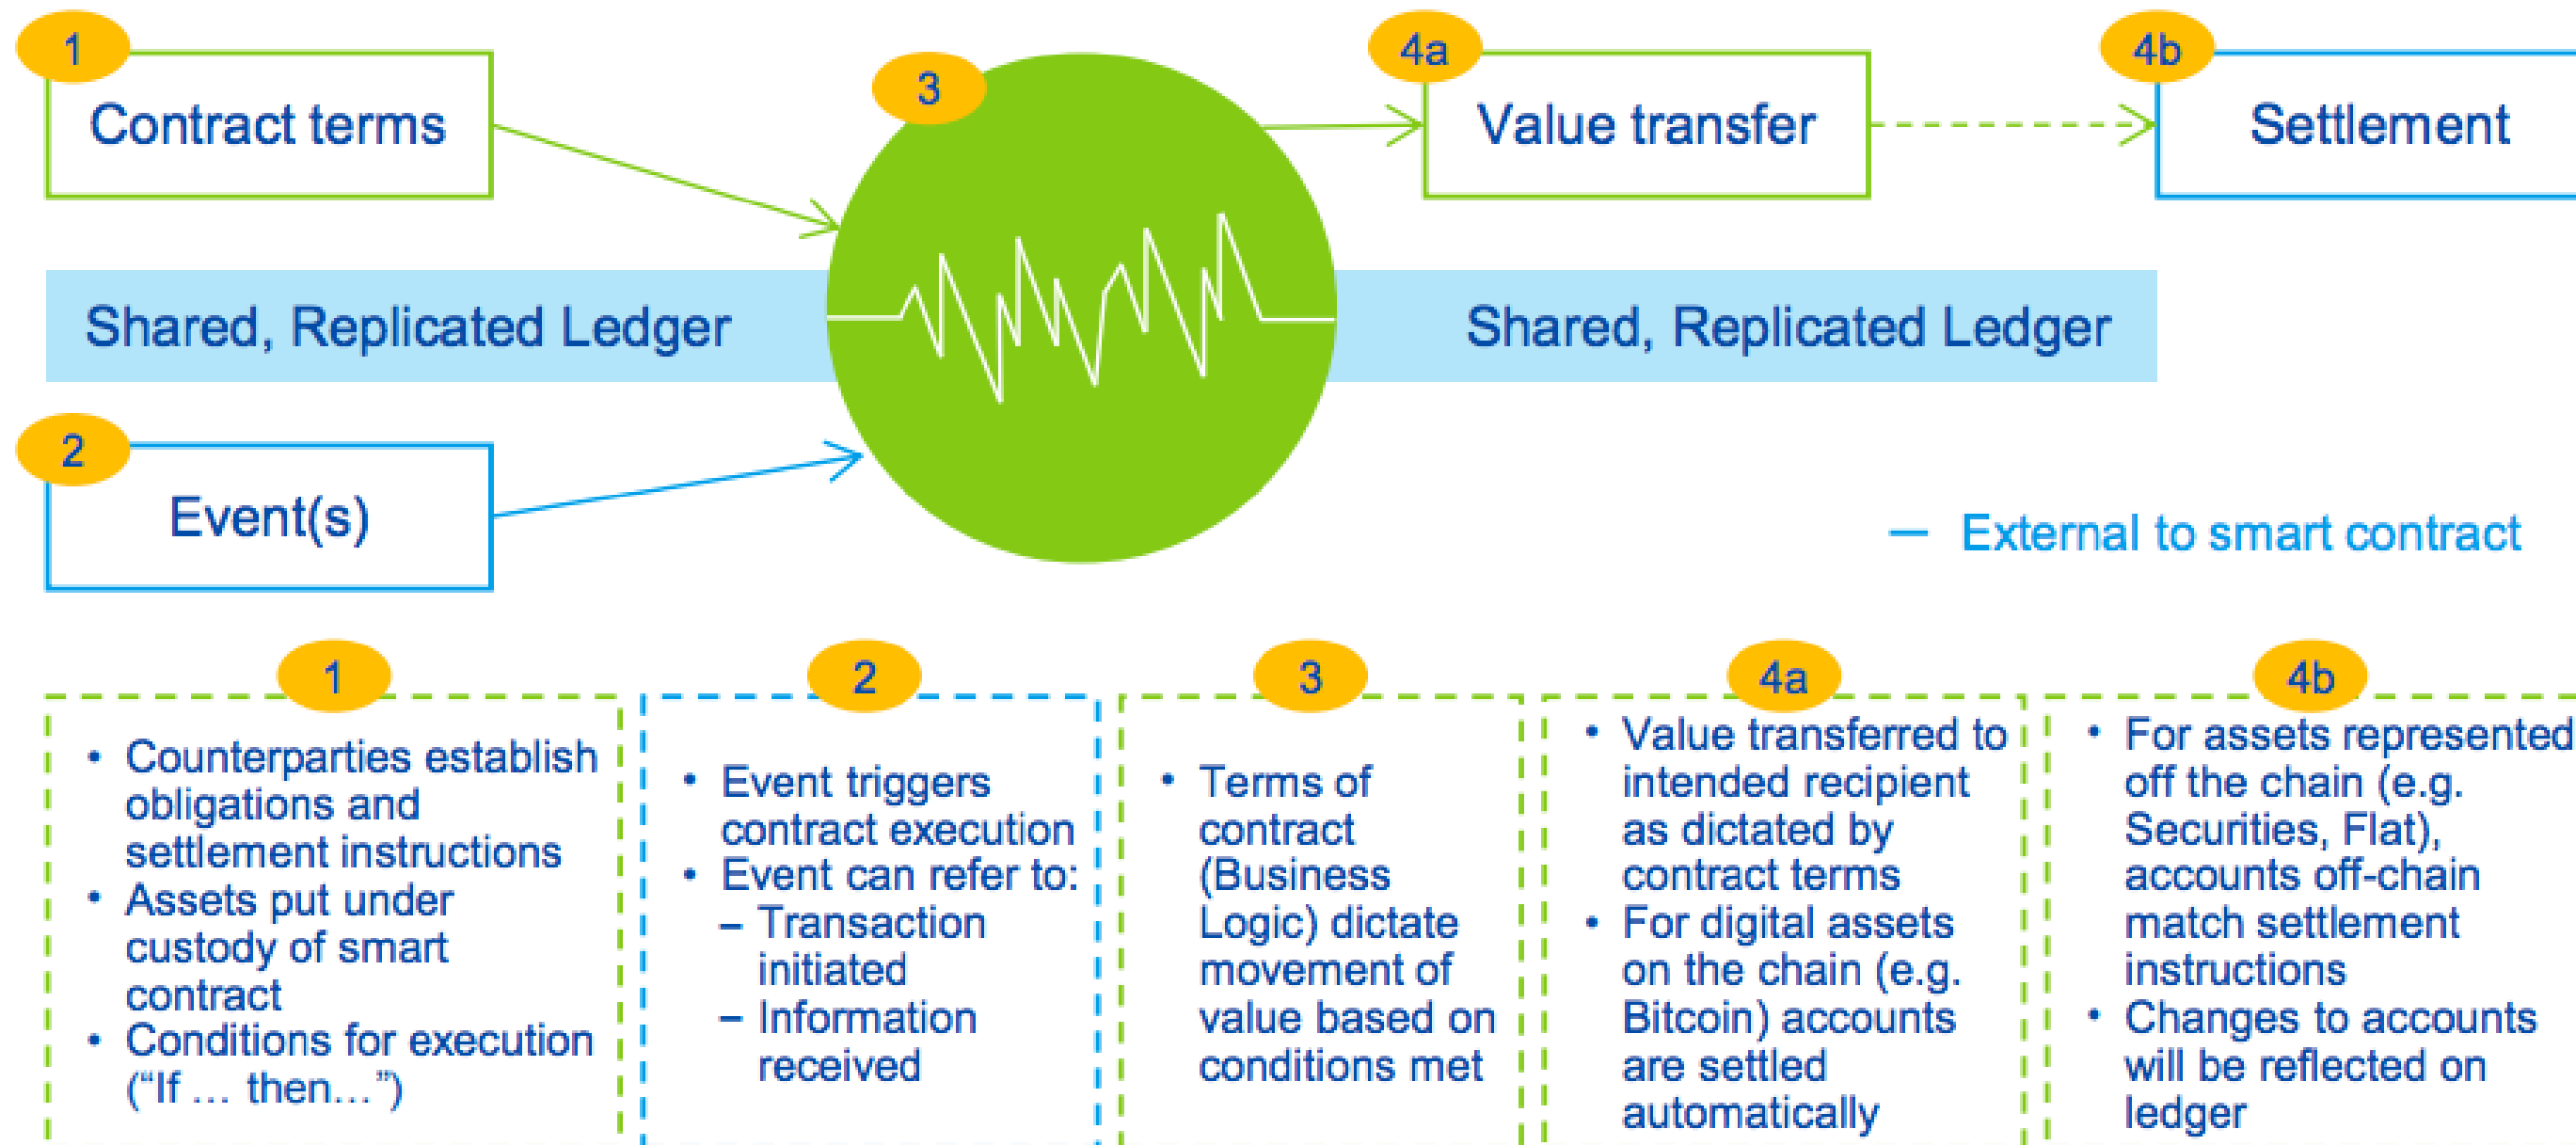 1
Contract terms
3
4a
Value transfer
4b
Settlement
Shared, Replicated Ledger
Shared, Replicated Ledger
2
Event(s)
— External to smart contract
1
• Counterparties establish
obligations and
settlement instructions
• Assets put under
custody of smart
contract
• Conditions for execution
(“If … then…”)
2
• Event triggers
contract execution
• Event can refer to:
– Transaction
initiated
– Information
received
3
• Terms of
contract
(Business
Logic) dictate
movement of
value based on
conditions met
4a
• Value transferred to
intended recipient
as dictated by
contract terms
• For digital assets
on the chain (e.g.
Bitcoin) accounts
are settled
automatically
4b
• For assets represented
off the chain (e.g.
Securities, Flat),
accounts off-chain
match settlement
instructions
• Changes to accounts
will be reflected on
ledger